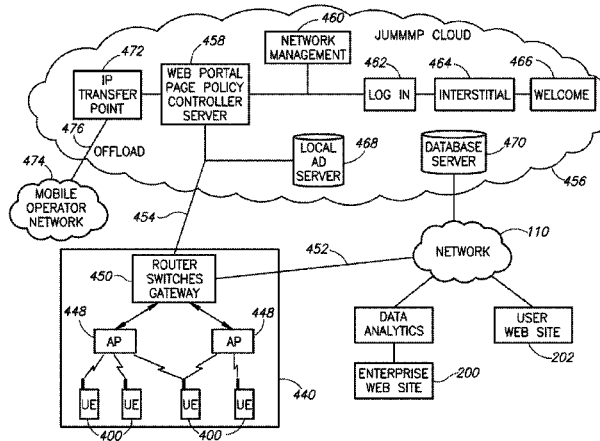 472
458
460
JUMMMP CLOUD
NETWORK
MANAGEMENT
462
464
466
IP
TRANSFER
POINT
WEB PORTAL
PAGE POLICY
CONTROLLER
SERVER
LOG IN
INTERSTITIAL
WELCOME
476
OFFLOAD
474
MOBILE
OPERATOR
NETWORK
LOCAL
AD
SERVER
468
DATABASE
SERVER
470
456
454
452
110
NETWORK
450
ROUTER
SWITCHES
GATEWAY
448
448
AP
AP
DATA
ANALYTICS
USER
WEB SITE
202
ENTERPRISE
WEB SITE
200
440
UE
UE
UE
UE
400
400